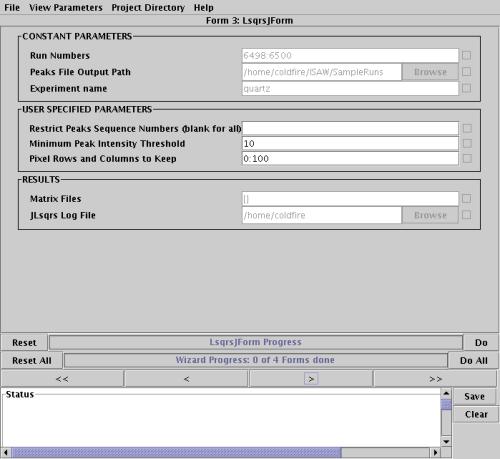 File View Parameters Project Directory Help
Form 3: LsqrsJForm
CONSTANT PARAMETERS
Run Numbers 6498:6500
Peaks File Output Path /home/coldfire/ISAW/SampleRuns Browse
Experiment name quartz
USER SPECIFIED PARAMETERS
Restrict Peaks Sequence Numbers (blank for all)
Minimum Peak Intensity Threshold 10
Pixel Rows and Columns to Keep 0:100
RESULTS
Matrix Files []
JLsqrs Log File /home/coldfire Browse
Reset LsqrsJForm Progress Do
Reset All Wizard Progress: 0 of 4 Forms done Do All
<< < > >>
Status Save
Clear